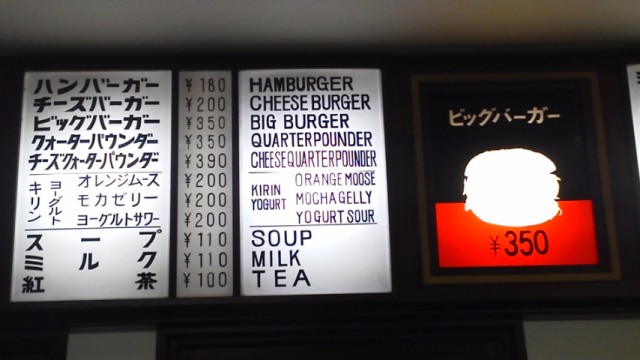 ハンバーガー ¥180 HAMBURGER
チーズバーガー ¥200 CHEESE BURGER
ビッグバーガー ¥350 BIG BURGER
クォーターパウンダー ¥350 QUARTERPOUNDER
チーズクォーターパウンダー ¥390 CHEESEQUARTERPOUNDER
キリン ヨーグルト KIRIN YOGURT
オレンジムース ¥200 ORANGE MOOSE
モカゼリー ¥200 MOCHA GELLY
ヨーグルトサワー ¥200 YOGURT SOUR
スープ ¥110 SOUP
ミルク ¥110 MILK
紅茶 ¥100 TEA
ビッグバーガー
¥350